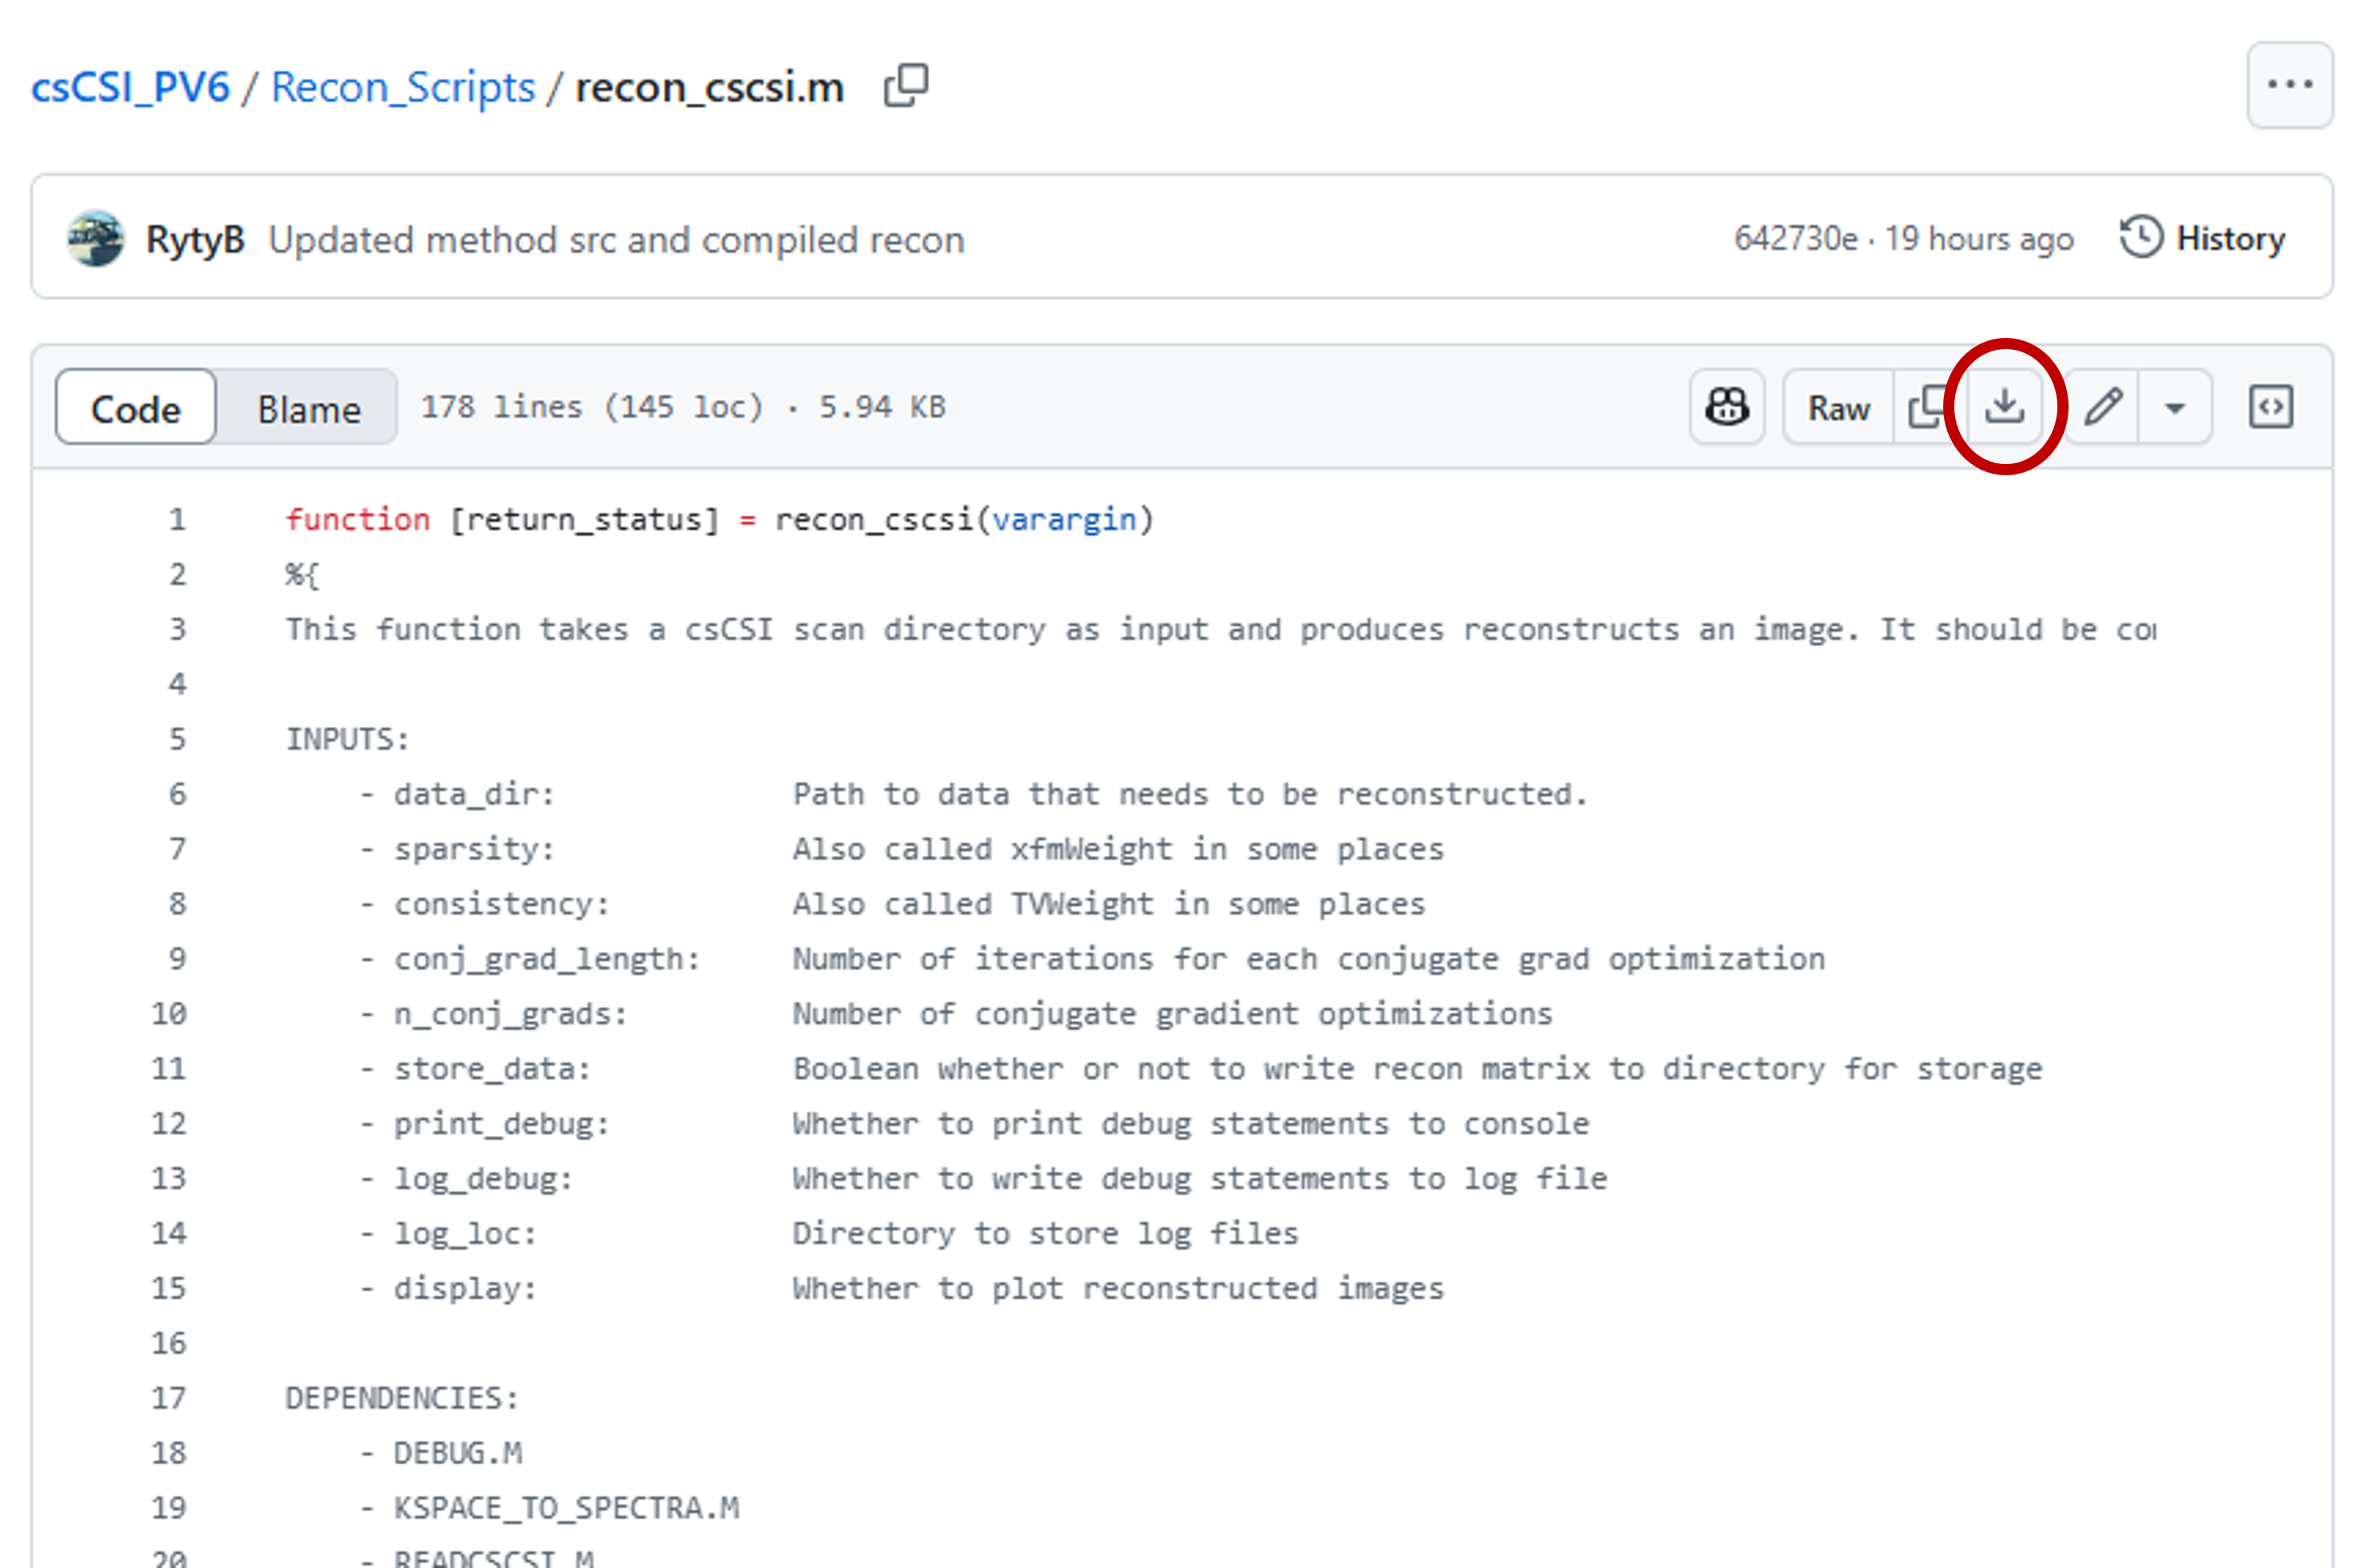 csCSI_PV6 / Recon_Scripts / recon_cscsi.m
RytyB Updated method src and compiled recon 642730e · 19 hours ago History
Code Blame 178 lines (145 loc) · 5.94 KB Raw
1 function [return_status] = recon_cscsi(varargin)
2 %{
3 This function takes a csCSI scan directory as input and produces reconstructs an image. It should be
4
5 INPUTS:
6 - data_dir: Path to data that needs to be reconstructed.
7 - sparsity: Also called xfmWeight in some places
8 - consistency: Also called TVWeight in some places
9 - conj_grad_length: Number of iterations for each conjugate grad optimization
10 - n_conj_grads: Number of conjugate gradient optimizations
11 - store_data: Boolean whether or not to write recon matrix to directory for storage
12 - print_debug: Whether to print debug statements to console
13 - log_debug: Whether to write debug statements to log file
14 - log_loc: Directory to store log files
15 - display: Whether to plot reconstructed images
16
17 DEPENDENCIES:
18 - DEBUG.M
19 - KSPACE_TO_SPECTRA.M
20 - READCSCSI.M